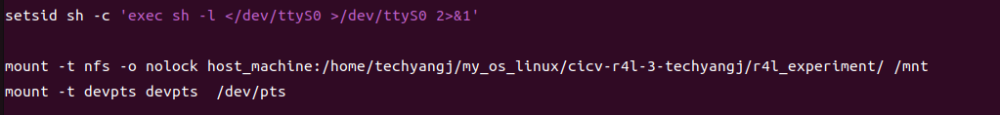 setsid sh -c 'exec sh -l </dev/ttyS0 >/dev/ttyS0 2>&1'
mount -t nfs -o nolock host_machine:/home/techyangj/my_os_linux/cicv-r4l-3-techyangj/r4l_experiment/ /mnt
mount -t devpts devpts  /dev/pts